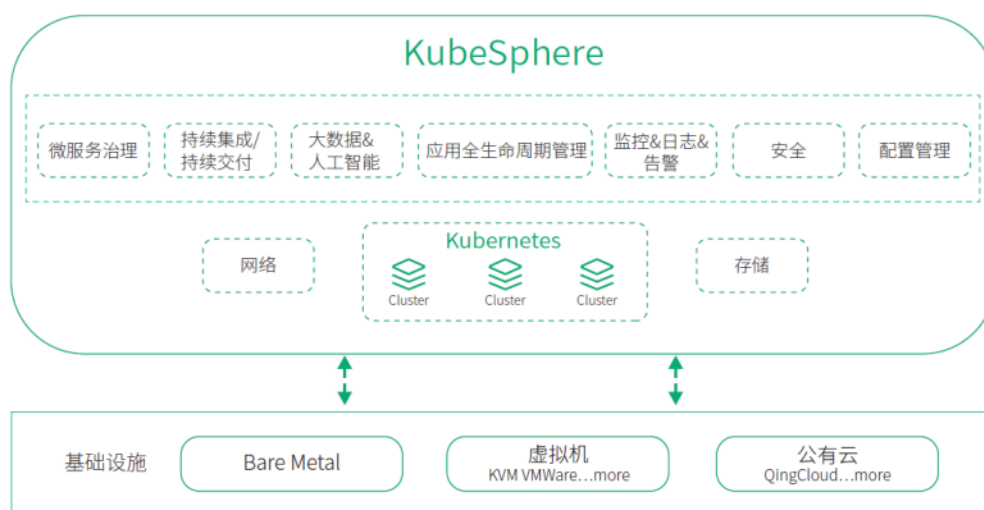 KubeSphere
微服务治理
持续集成/
持续交付
大数据&
人工智能
应用全生命周期管理
监控&日志&
告警
安全
配置管理
网络
Kubernetes
Cluster
Cluster
Cluster
存储
基础设施
Bare Metal
虚拟机
KVM VMWare...more
公有云
QingCloud...more